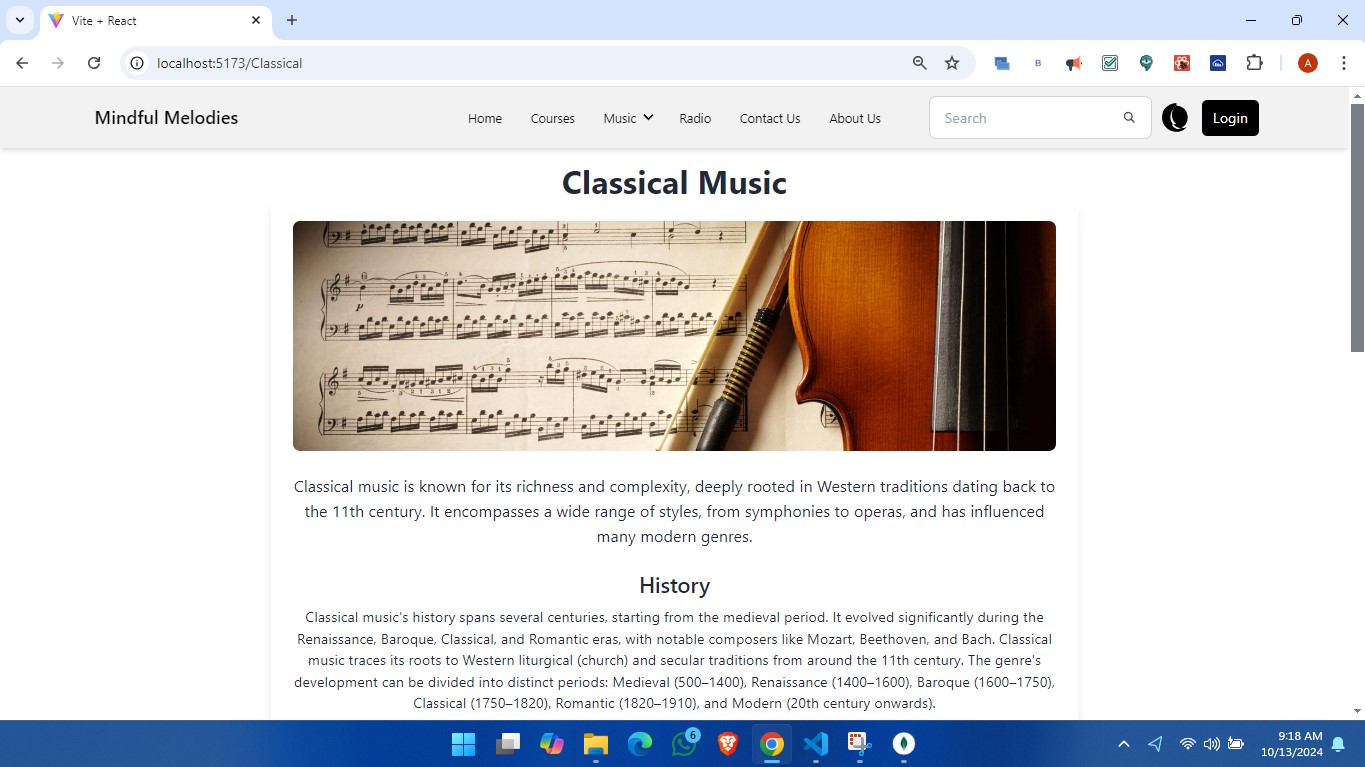 Vite + React
localhost:5173/Classical
B
A
Mindful Melodies
Home
Courses
Music
Radio
Contact Us
About Us
Search
Login
Classical Music
Classical music is known for its richness and complexity, deeply rooted in Western traditions dating back to
the 11th century. It encompasses a wide range of styles, from symphonies to operas, and has influenced
many modern genres.
History
Classical music's history spans several centuries, starting from the medieval period. It evolved significantly during the
Renaissance, Baroque, Classical, and Romantic eras, with notable composers like Mozart, Beethoven, and Bach. Classical
music traces its roots to Western liturgical (church) and secular traditions from around the 11th century. The genre's
development can be divided into distinct periods: Medieval (500–1400), Renaissance (1400–1600), Baroque (1600–1750),
Classical (1750–1820), Romantic (1820–1910), and Modern (20th century onwards).
6
9:18 AM
10/13/2024